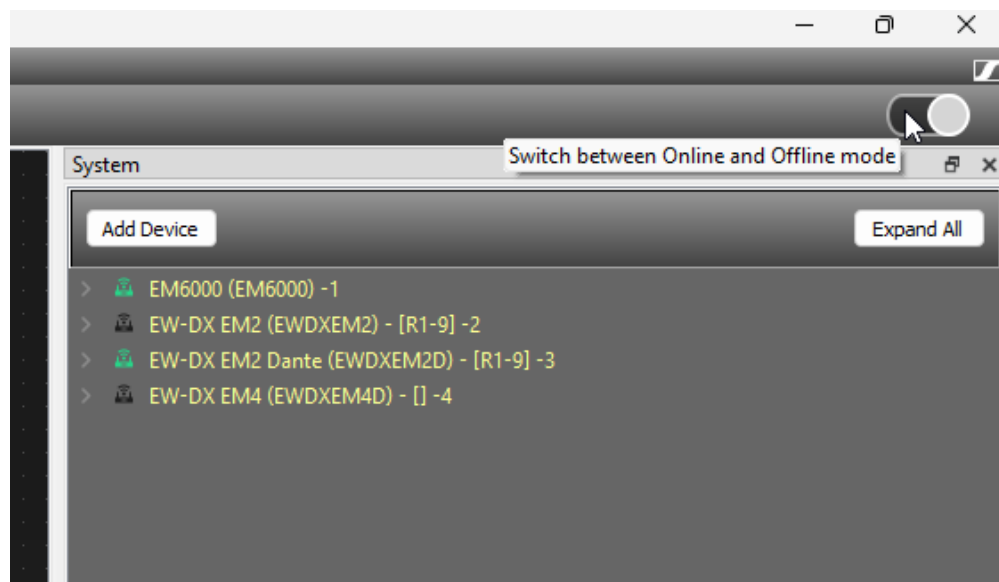 Switch between Online and Offline mode
System
Add Device
Expand All
EM6000 (EM6000) -1
EW-DX EM2 (EWDXEM2) - [R1-9] -2
EW-DX EM2 Dante (EWDXEM2D) - [R1-9] -3
EW-DX EM4 (EWDXEM4D) - [] -4